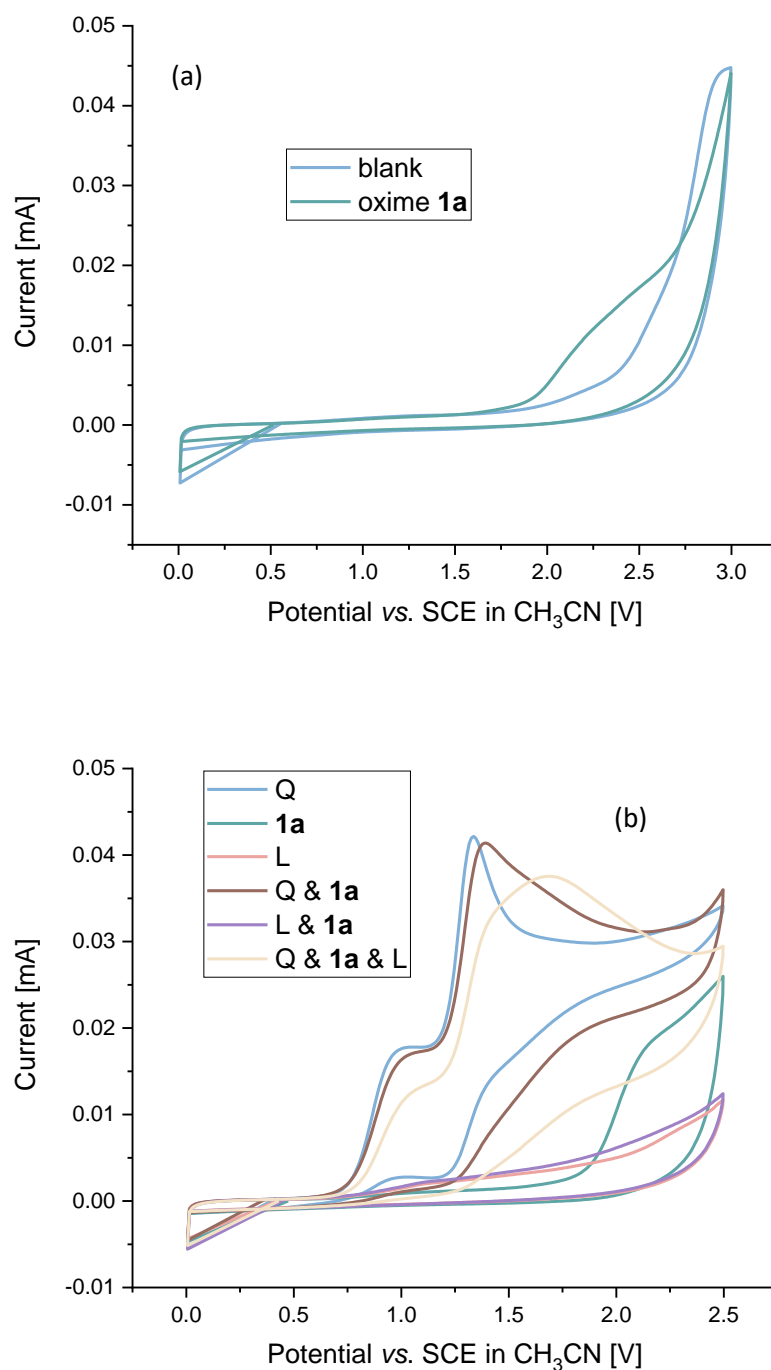 0.05
(a)
0.04
blank
oxime 1a
0.03
Current [mA]
0.02
0.01
0.00
-0.01
0.0 0.5 1.0 1.5 2.0 2.5 3.0
Potential vs. SCE in CH₃CN [V]
0.05
Q
1a
(b)
0.04
L
Q & 1a
L & 1a
0.03
Q & 1a & L
Current [mA]
0.02
0.01
0.00
-0.01
0.0 0.5 1.0 1.5 2.0 2.5
Potential vs. SCE in CH₃CN [V]